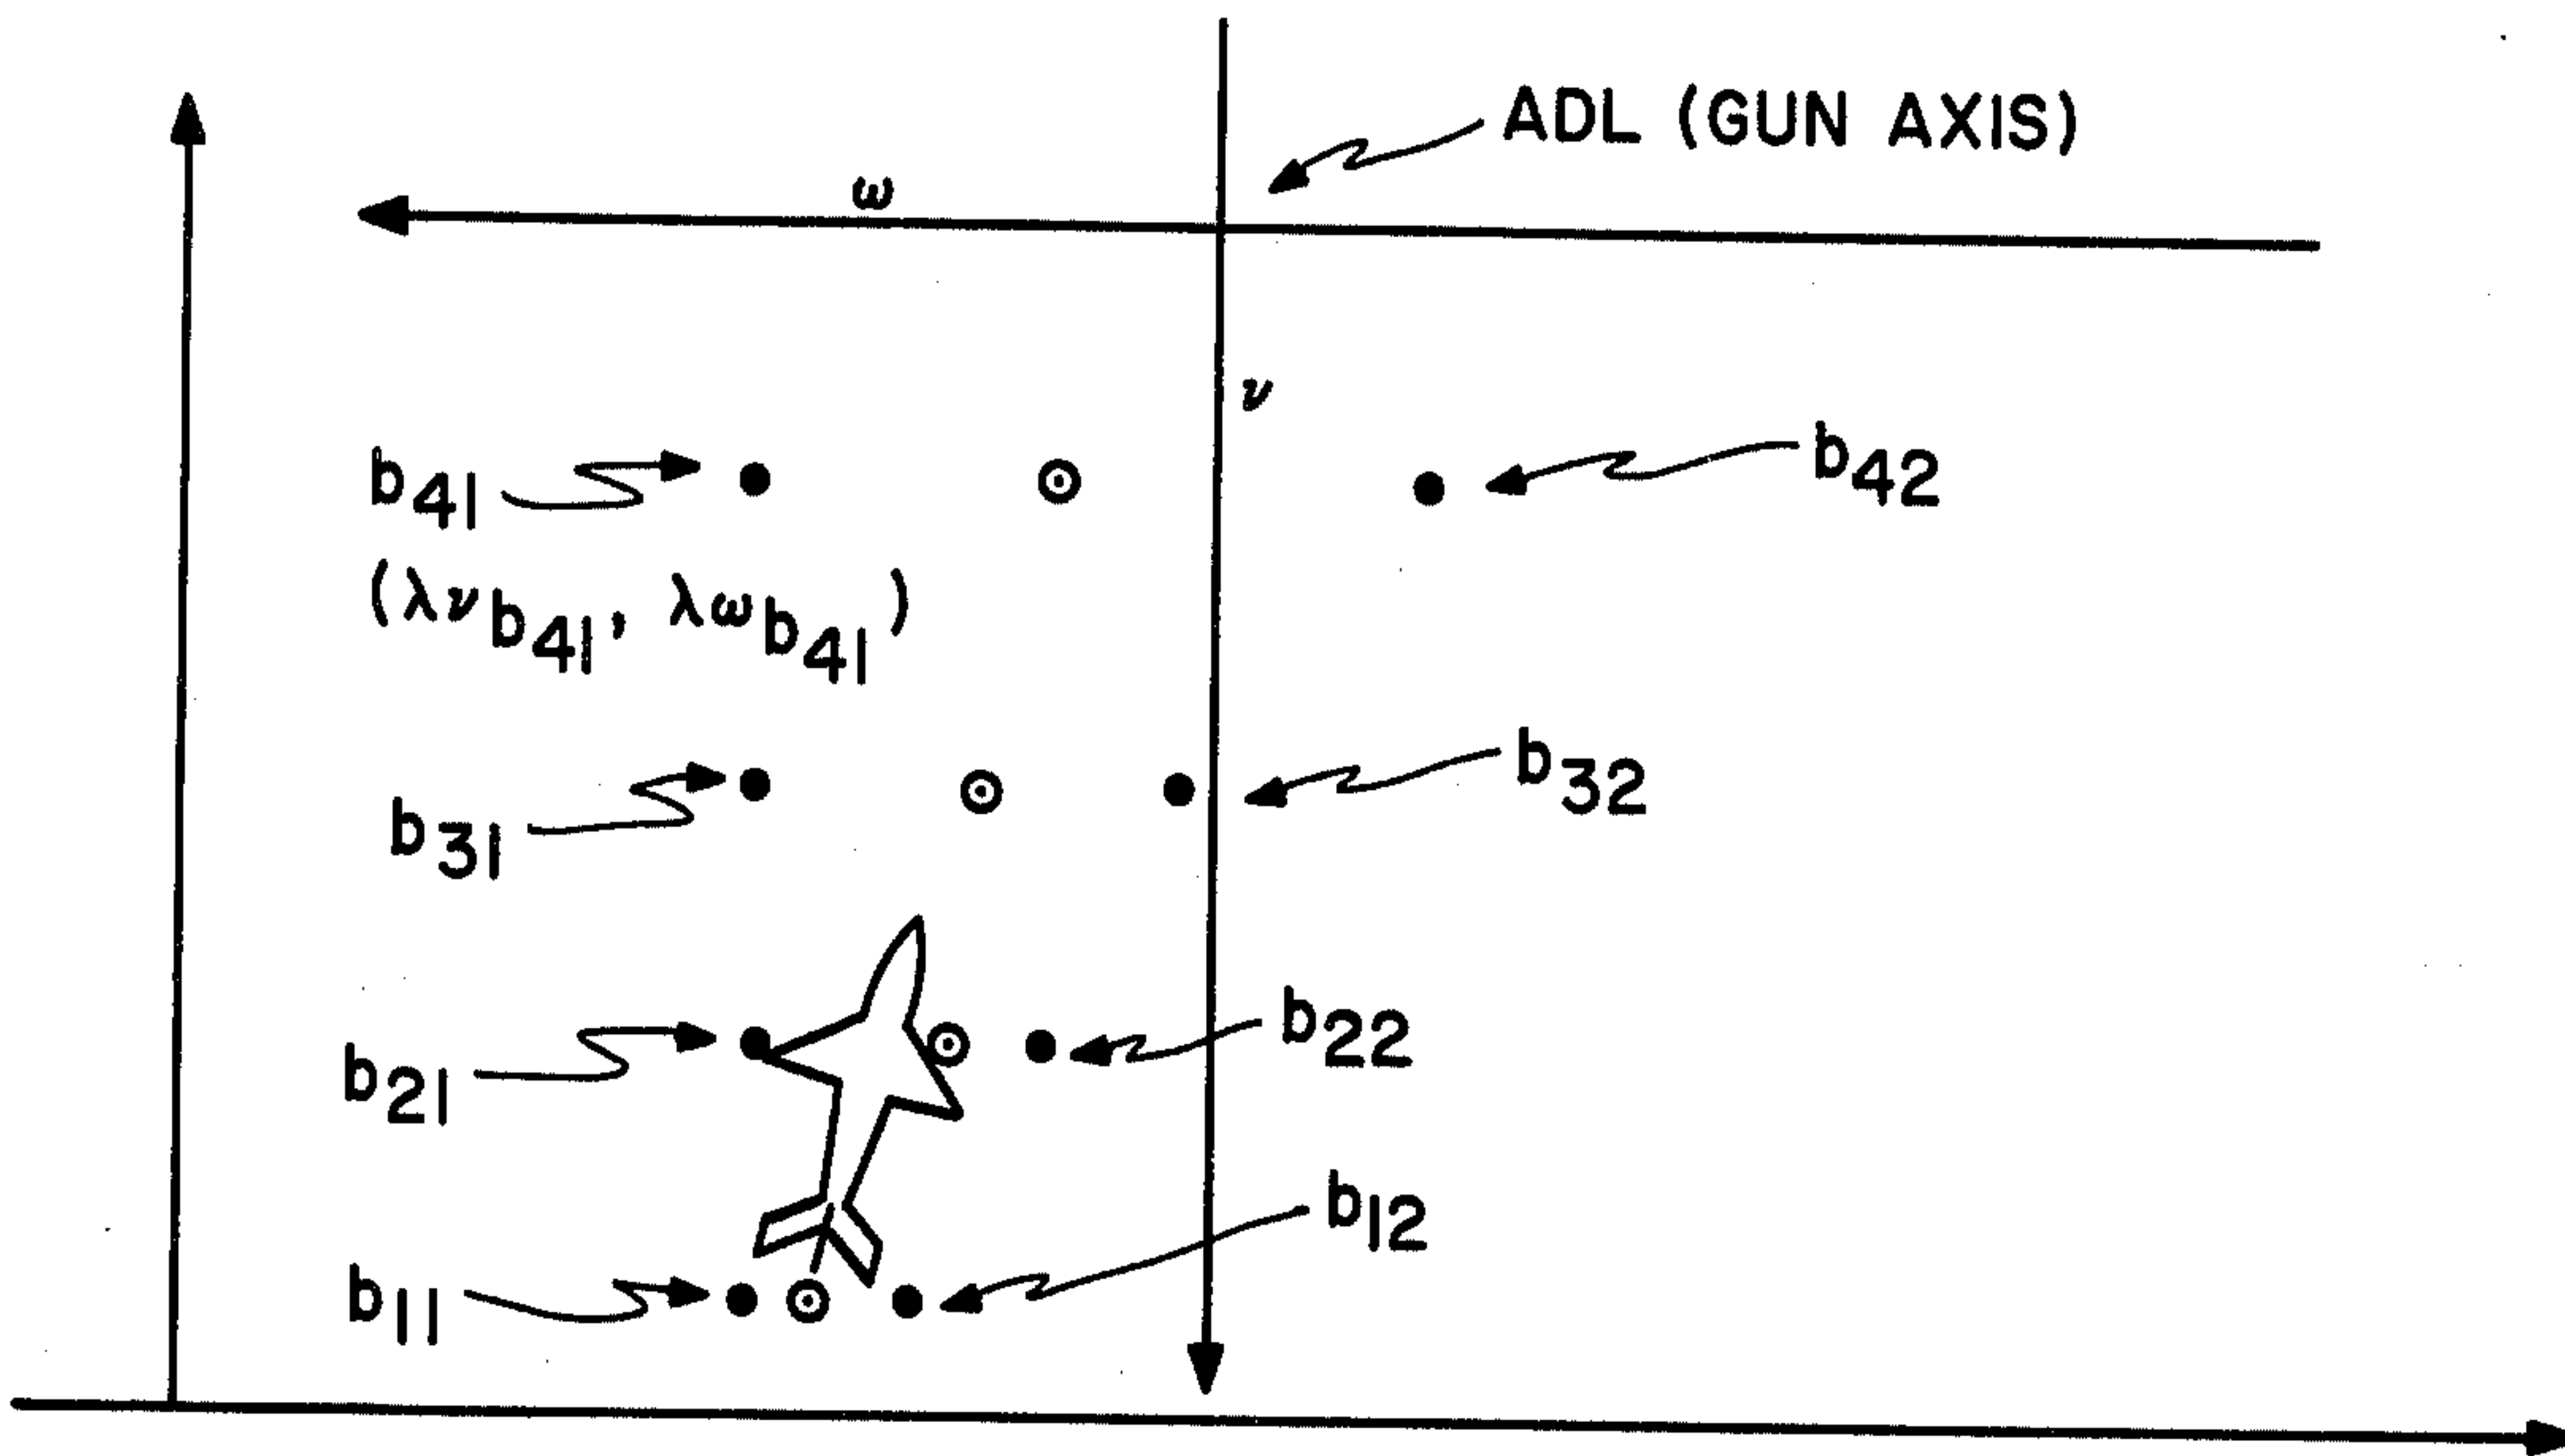 ADL (GUN AXIS)
ω
ν
b41
b42
(λνb41, λωb41)
b31
b32
b21
b22
b11
b12